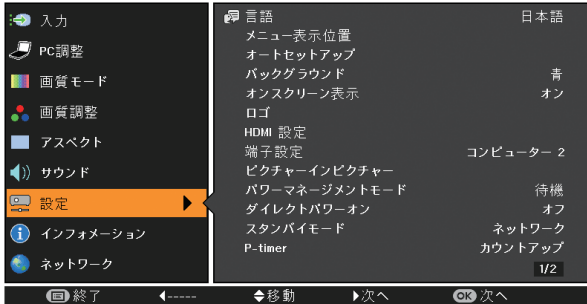 入力
PC調整
画質モード
画質調整
アスペクト
サウンド
設定
インフォメーション
ネットワーク
言語 日本語
メニュー表示位置
オートセットアップ
バックグラウンド 青
オンスクリーン表示 オン
ロゴ
HDMI 設定
端子設定 コンピューター 2
ピクチャーインピクチャー
パワーマネージメントモード 待機
ダイレクトパワーオン オフ
スタンバイモード ネットワーク
P-timer カウントアップ
1/2
終了 ----- 移動 次へ OK 次へ